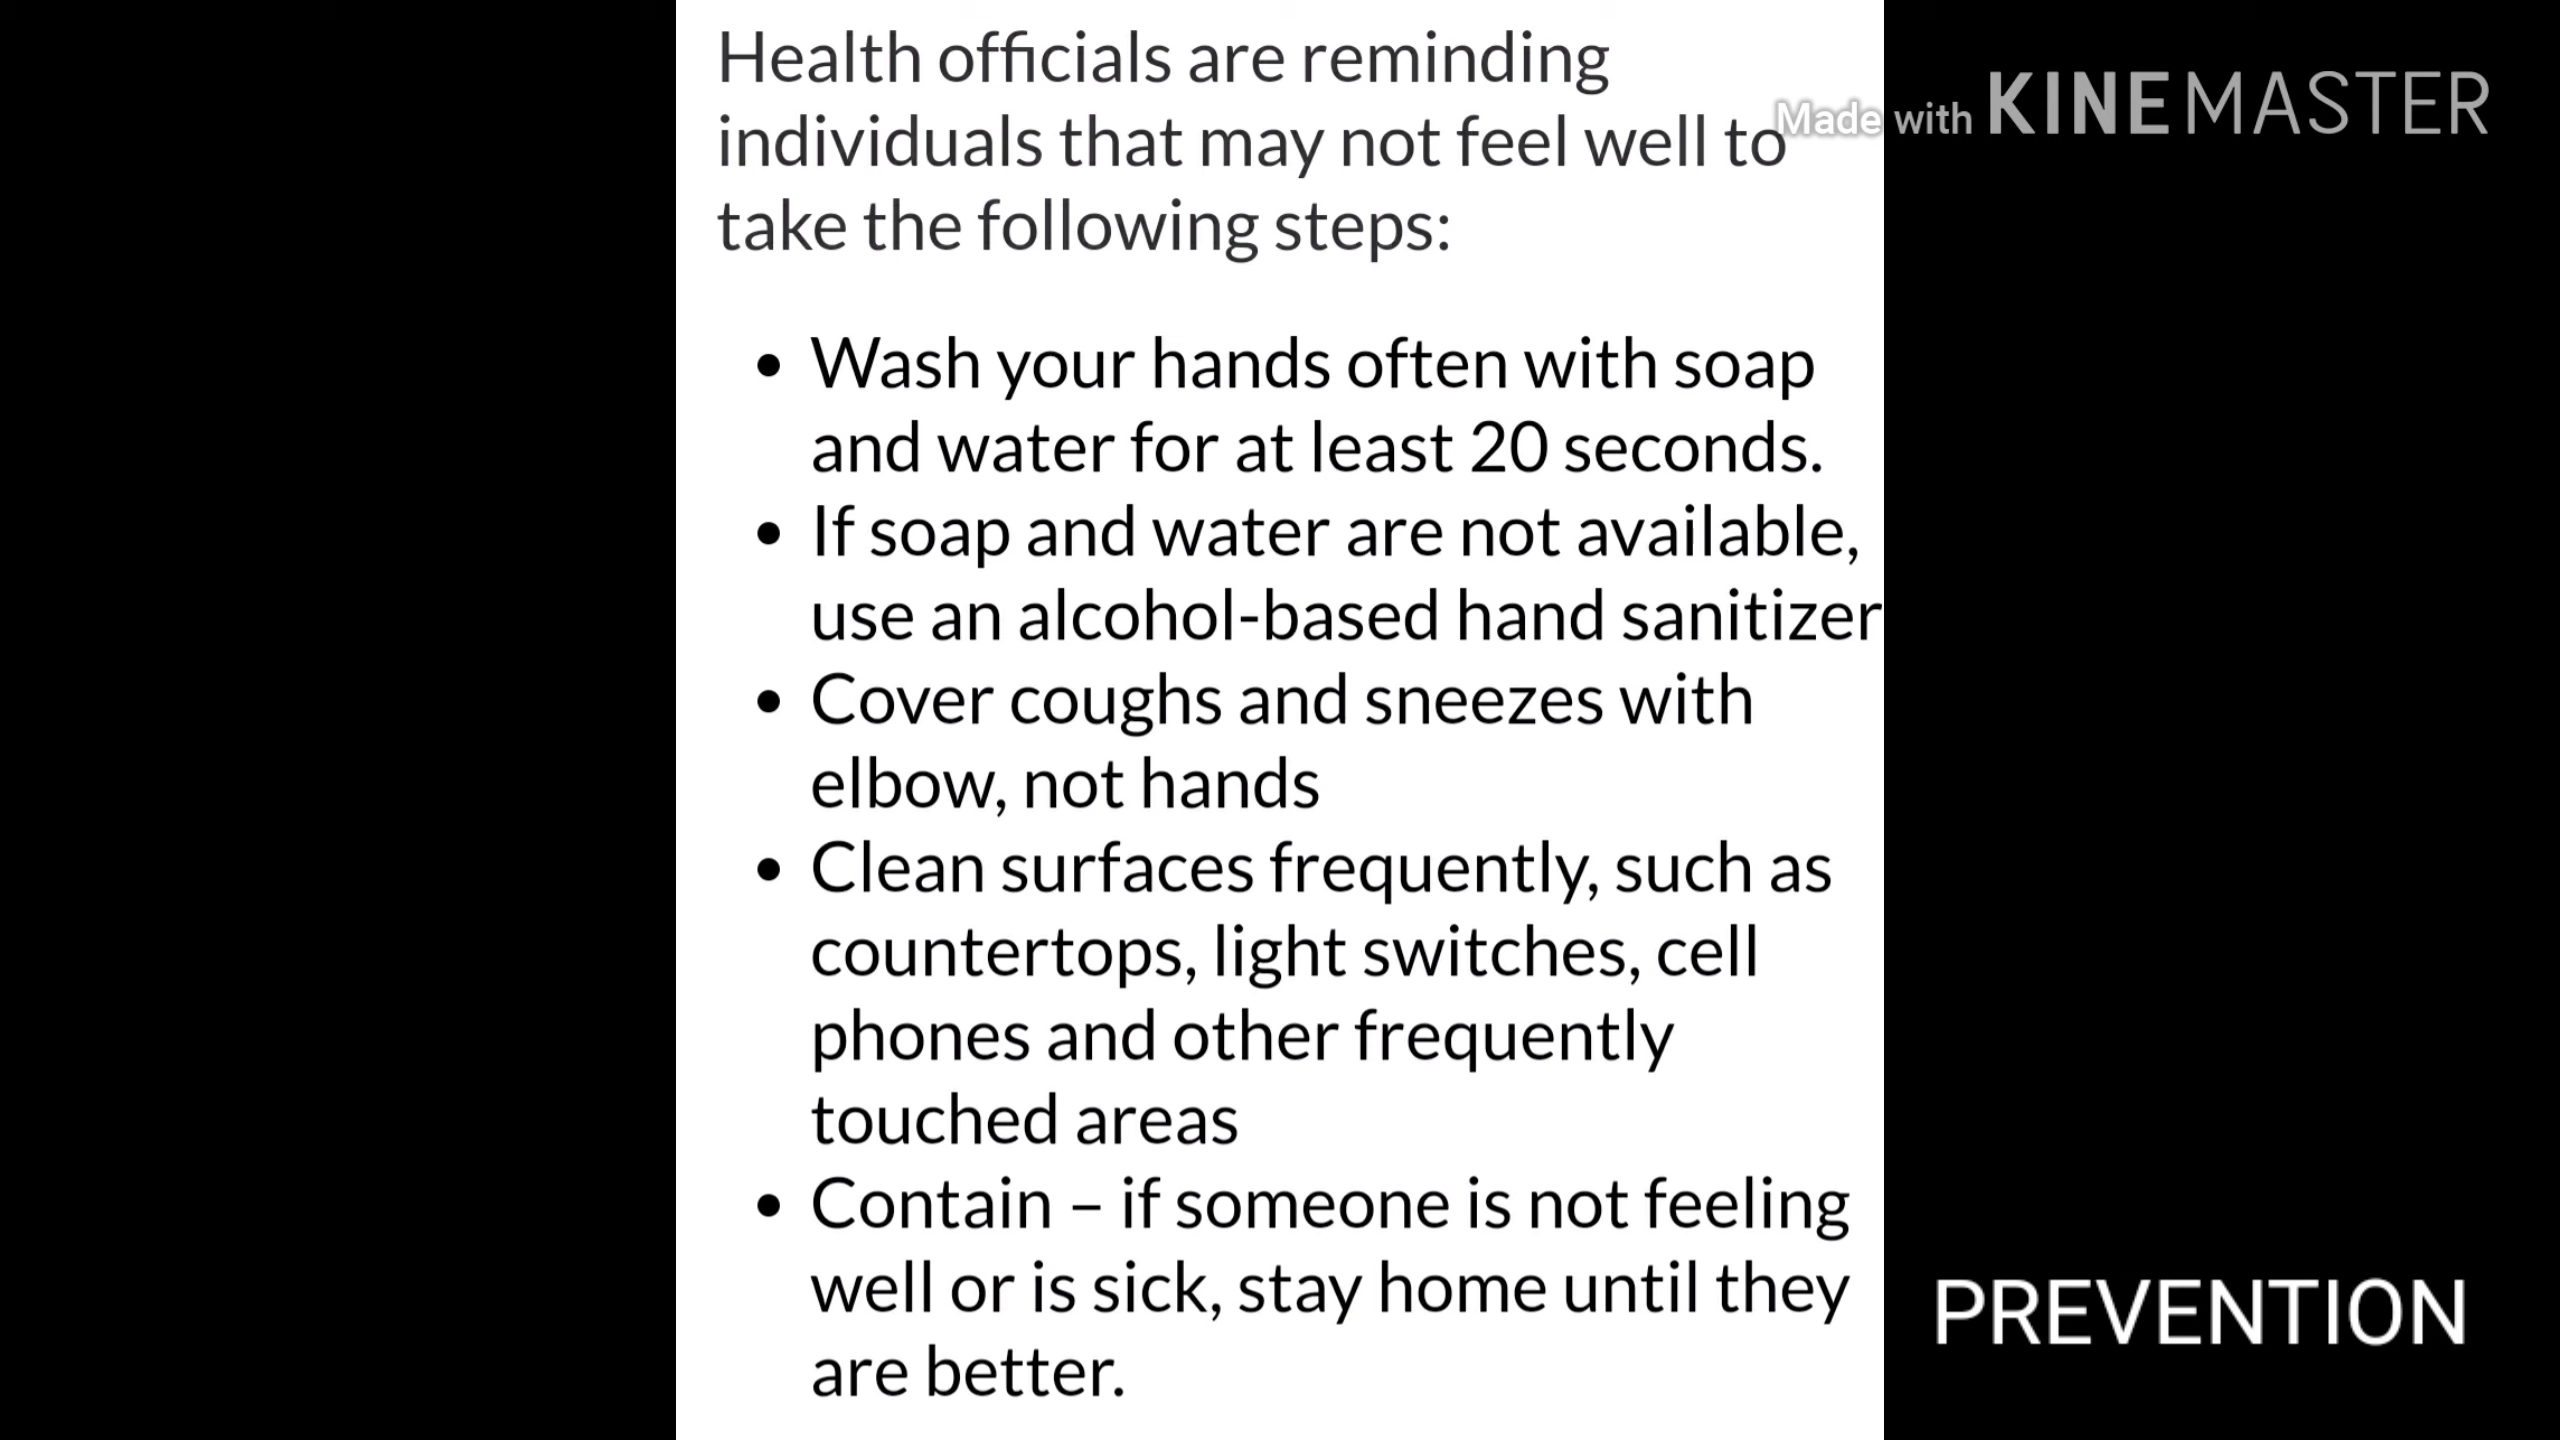 Health officials are reminding
individuals that may not feel well to
take the following steps:
Made with KINEMASTER
• Wash your hands often with soap
and water for at least 20 seconds.
• If soap and water are not available,
use an alcohol-based hand sanitizer
• Cover coughs and sneezes with
elbow, not hands
• Clean surfaces frequently, such as
countertops, light switches, cell
phones and other frequently
touched areas
• Contain – if someone is not feeling
well or is sick, stay home until they
are better.
PREVENTION